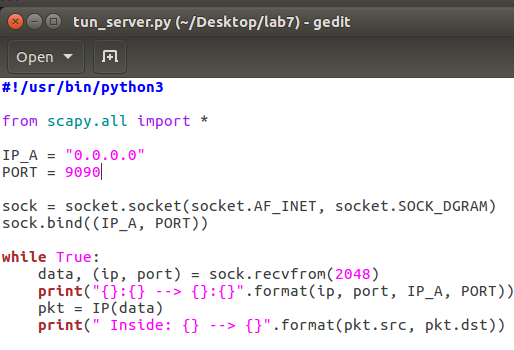 tun_server.py (~/Desktop/lab7) - gedit
Open
#!/usr/bin/python3
from scapy.all import *
IP_A = "0.0.0.0"
PORT = 9090
sock = socket.socket(socket.AF_INET, socket.SOCK_DGRAM)
sock.bind((IP_A, PORT))
while True:
    data, (ip, port) = sock.recvfrom(2048)
    print("{}:{} --> {}:{}".format(ip, port, IP_A, PORT))
    pkt = IP(data)
    print(" Inside: {} --> {}".format(pkt.src, pkt.dst))